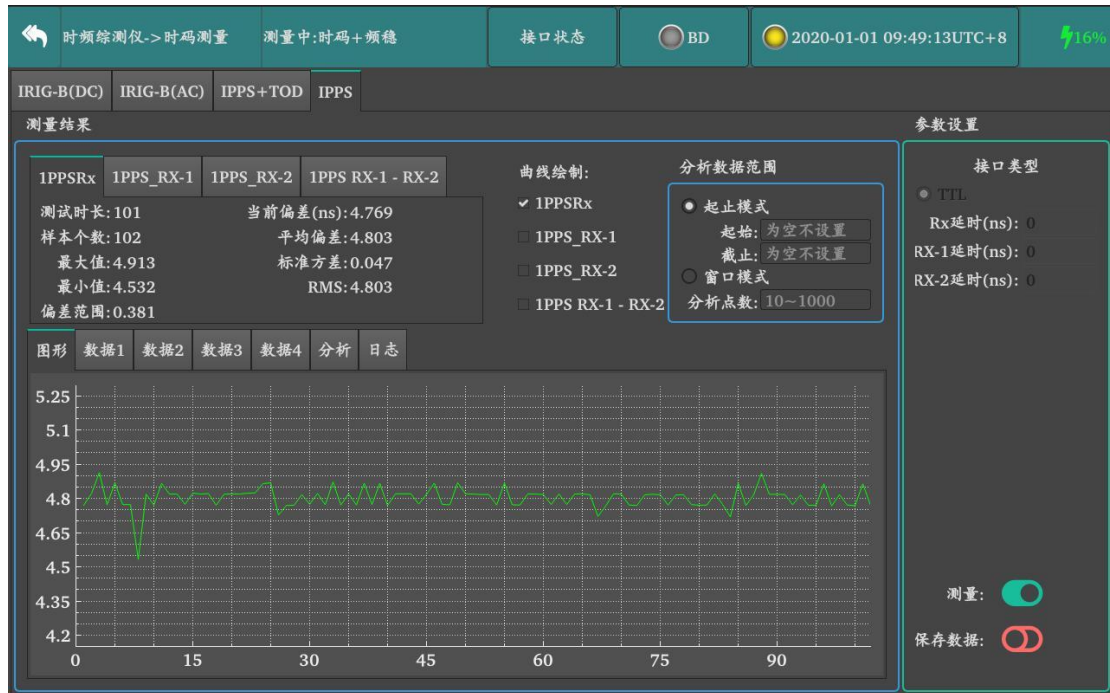 时频综测仪->时码测量 测量中:时码+频稳 接口状态 BD 2020-01-01 09:49:13UTC+8 16%
IRIG-B(DC) IRIG-B(AC) IPPS+TOD IPPS
测量结果
1PPSRx 1PPS_RX-1 1PPS_RX-2 1PPS RX-1 - RX-2
测试时长:101 当前偏差(ns):4.769
样本个数:102 平均偏差:4.803
最大值:4.913 标准方差:0.047
最小值:4.532 RMS:4.803
偏差范围:0.381
曲线绘制:
1PPSRx
1PPS_RX-1
1PPS_RX-2
1PPS RX-1 - RX-2
分析数据范围
起止模式
起始: 为空不设置
截止: 为空不设置
窗口模式
分析点数: 10~1000
图形 数据1 数据2 数据3 数据4 分析 日志
5.25
5.1
4.95
4.8
4.65
4.5
4.35
4.2
0 15 30 45 60 75 90
参数设置
接口类型
TTL
Rx延时(ns): 0
RX-1延时(ns): 0
RX-2延时(ns): 0
测量:
保存数据: